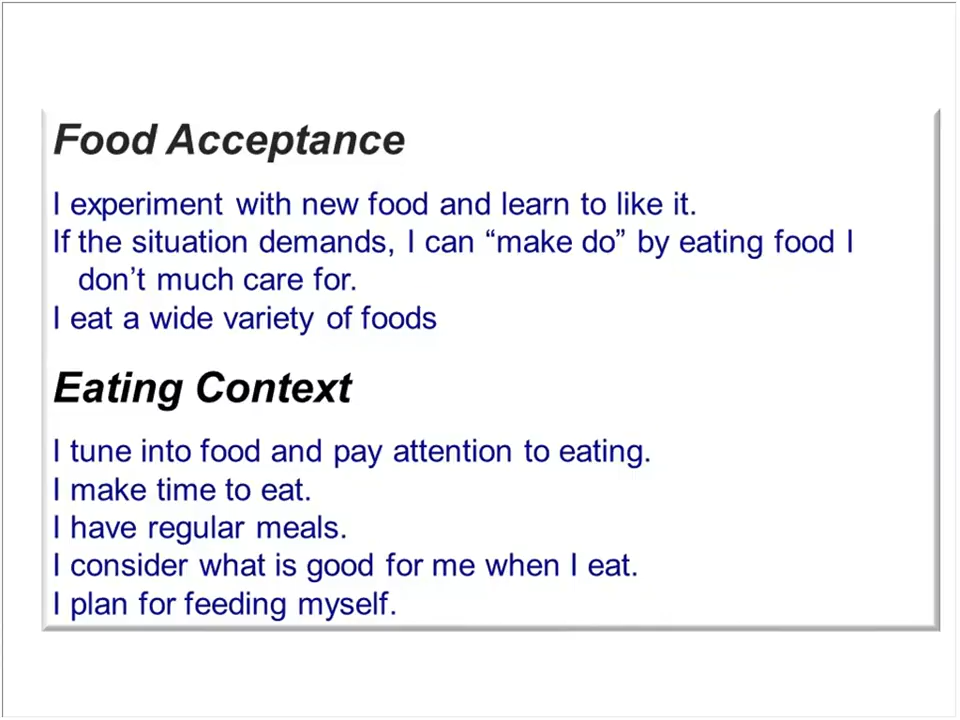 Food Acceptance
I experiment with new food and learn to like it.
If the situation demands, I can “make do” by eating food I
don’t much care for.
I eat a wide variety of foods
Eating Context
I tune into food and pay attention to eating.
I make time to eat.
I have regular meals.
I consider what is good for me when I eat.
I plan for feeding myself.